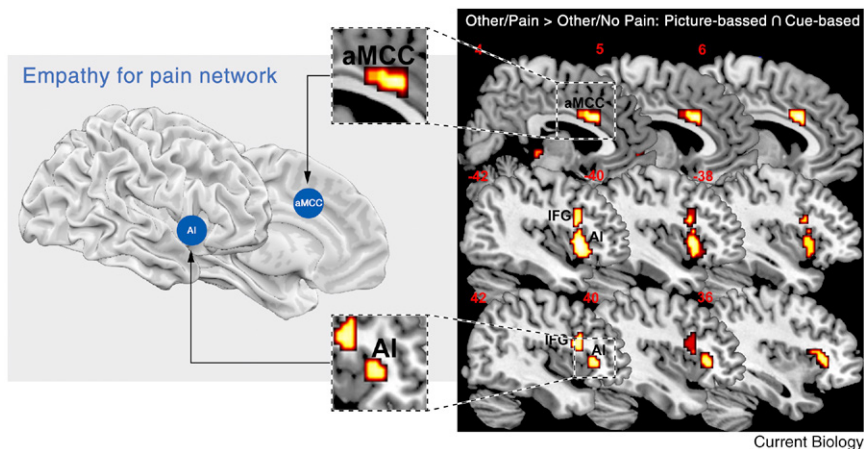 Other/Pain > Other/No Pain: Picture-bassed ∩ Cue-based
Empathy for pain network
aMCC
4 5 6
aMCC
aMCC
AI
-42 -40 -38
IFG
AI
42 40 36
AI
IFG
AI
Current Biology